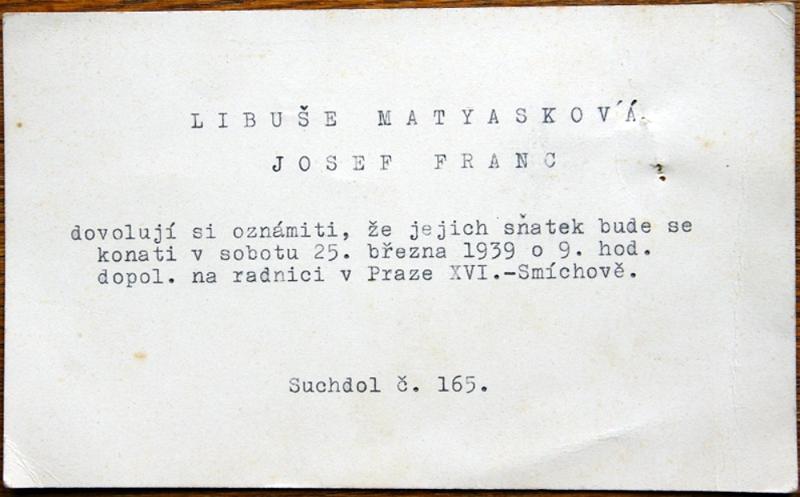 LIBUŠE MATYASKOVÁ
JOSEF FRANC
dovolují si oznámiti, že jejich sňatek bude se
konati v sobotu 25. března 1939 o 9. hod.
dopol. na radnici v Praze XVI.-Smíchově.
Suchdol č. 165.